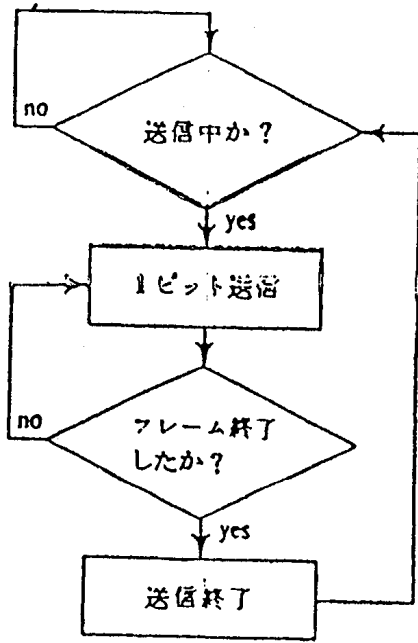 no
送信中か?
yes
1ビット送信
no
フレーム終了
したか?
yes
送信終了